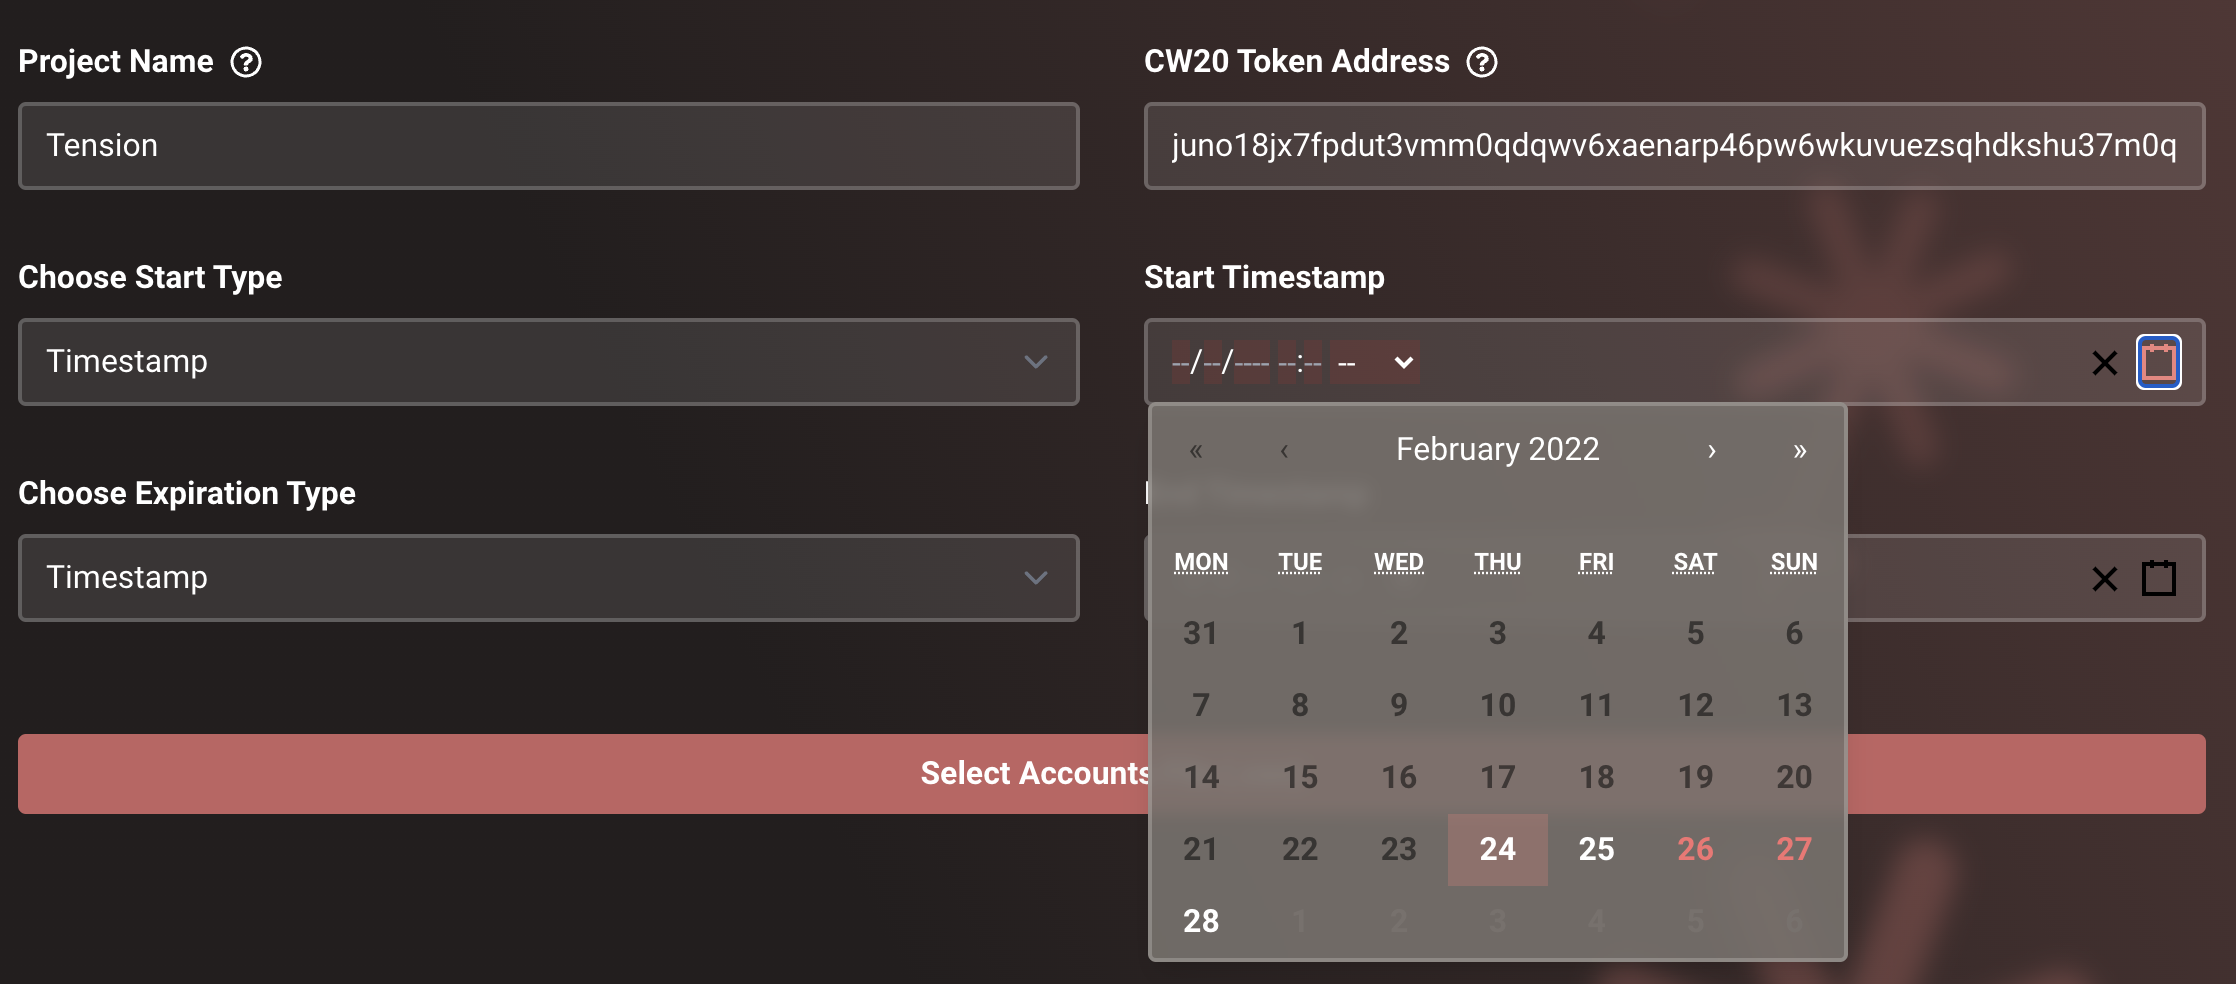 Project Name ?
CW20 Token Address ?
Tension
juno18jx7fpdut3vmm0qdqwv6xaenarp46pw6wkuvuezsqhdkshu37m0q
Choose Start Type
Start Timestamp
Timestamp
--/--/---- --:-- --
Choose Expiration Type
Timestamp
« ‹ February 2022 › »
MON TUE WED THU FRI SAT SUN
31 1 2 3 4 5 6
7 8 9 10 11 12 13
14 15 16 17 18 19 20
21 22 23 24 25 26 27
28 1 2 3 4 5 6
Select Accounts